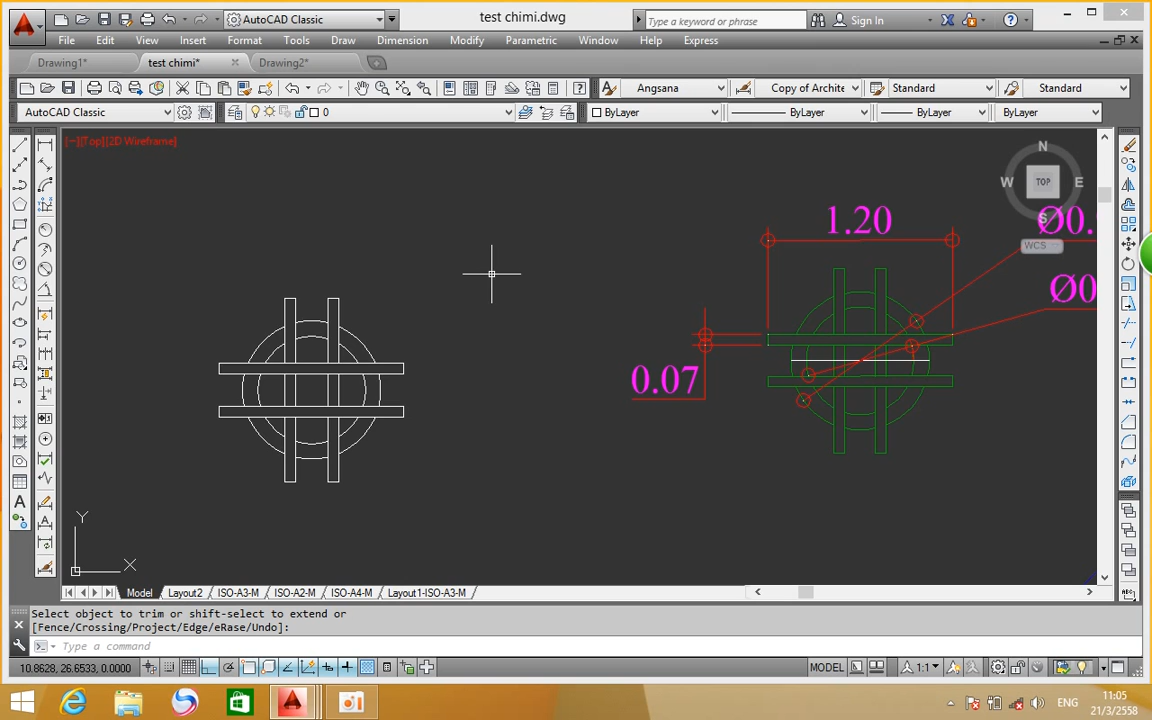 AutoCAD Classic
test chimi.dwg
Type a keyword or phrase
Sign In
File Edit View Insert Format Tools Draw Dimension Modify Parametric Window Help Express
Drawing1* test chimi* Drawing2*
Angsana Copy of Archite Standard Standard
AutoCAD Classic 0 ByLayer ByLayer ByLayer ByLayer
[−][Top][2D Wireframe]
N
W TOP E
S
WCS
1.20
Ø0.
Ø0
0.07
Y
X
Model Layout2 ISO-A3-M ISO-A2-M ISO-A4-M Layout1-ISO-A3-M
Select object to trim or shift-select to extend or
[Fence/Crossing/Project/Edge/eRase/Undo]:
Type a command
10.8628, 26.6533, 0.0000 MODEL 1:1
ENG
11:05
21/3/2558